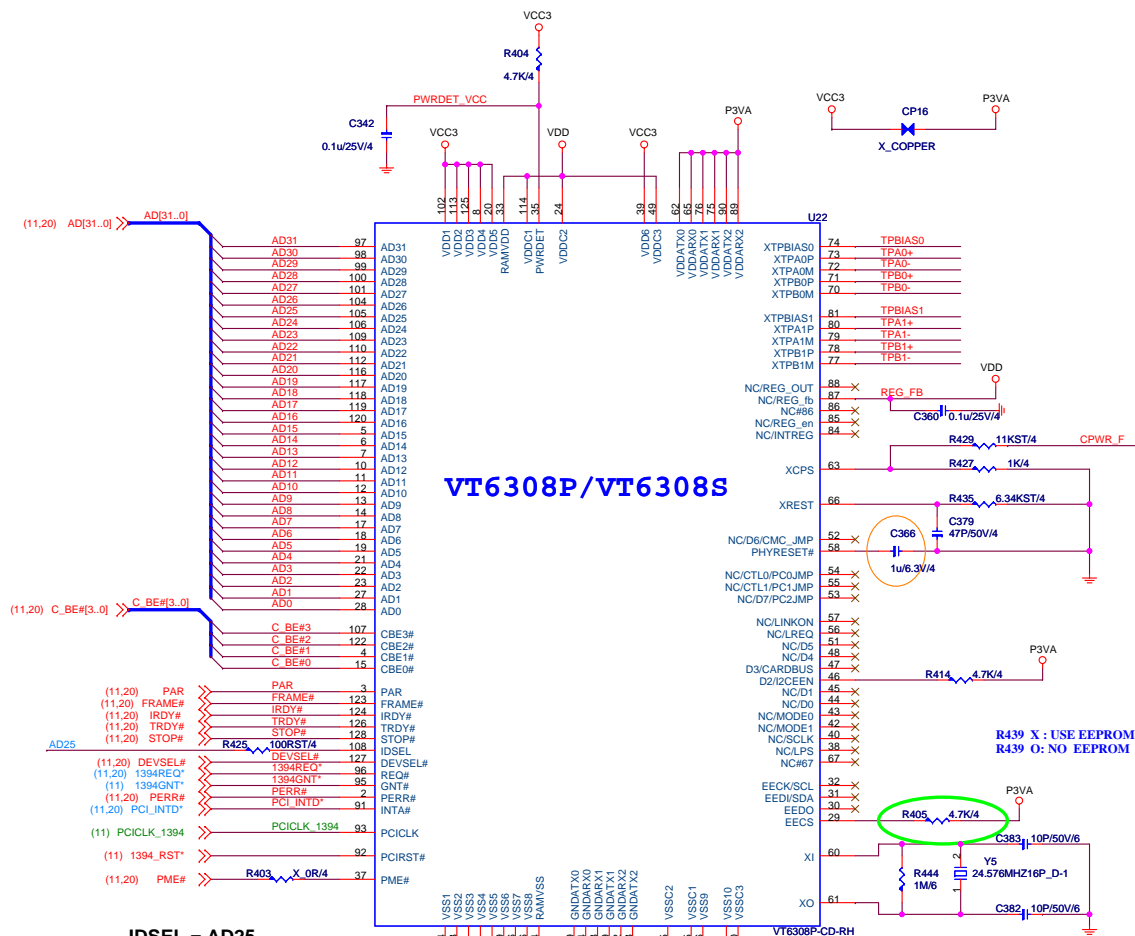 VCC3
R404
4.7K/4
PWRDET_VCC
C342
0.1u/25V/4
VCC3
VDD
VCC3
P3VA
VCC3
CP16
X_COPPER
P3VA
102
113
125
8
20
33
114
35
24
39
49
62
65
76
75
90
89
U22
VDD1
VDD2
VDD3
VDD4
VDD5
RAMVDD
VDDC1
PWRDET
VDDC2
VDD6
VDDC3
VDDATX0
VDDARX0
VDDATX1
VDDARX1
VDDATX2
VDDARX2
(11,20) AD[31..0] AD[31..0]
AD31 97 AD31
AD30 98 AD30
AD29 99 AD29
AD28 100 AD28
AD27 101 AD27
AD26 104 AD26
AD25 105 AD25
AD24 106 AD24
AD23 109 AD23
AD22 110 AD22
AD21 112 AD21
AD20 116 AD20
AD19 117 AD19
AD18 118 AD18
AD17 119 AD17
AD16 120 AD16
AD15 5 AD15
AD14 6 AD14
AD13 7 AD13
AD12 10 AD12
AD11 11 AD11
AD10 12 AD10
AD9 13 AD9
AD8 14 AD8
AD7 17 AD7
AD6 18 AD6
AD5 19 AD5
AD4 21 AD4
AD3 22 AD3
AD2 23 AD2
AD1 27 AD1
AD0 28 AD0
(11,20) C_BE#[3..0] C_BE#[3..0]
C_BE#3 107 CBE3#
C_BE#2 122 CBE2#
C_BE#1 4 CBE1#
C_BE#0 15 CBE0#
(11,20) PAR PAR 3 PAR
(11,20) FRAME# FRAME# 123 FRAME#
(11,20) IRDY# IRDY# 124 IRDY#
(11,20) TRDY# TRDY# 126 TRDY#
(11,20) STOP# STOP# 128 STOP#
AD25 R425 100RST/4 108 IDSEL
(11,20) DEVSEL# DEVSEL# 127 DEVSEL#
(11,20) 1394REQ* 1394REQ* 96 REQ#
(11) 1394GNT* 1394GNT* 95 GNT#
(11,20) PERR# PERR# 2 PERR#
(11,20) PCI_INTD* PCI_INTD* 91 INTA#
(11) PCICLK_1394 PCICLK_1394 93 PCICLK
(11) 1394_RST* 92 PCIRST#
(11,20) PME# R403 X_0R/4 37 PME#
VT6308P/VT6308S
XTPBIAS0 74 TPBIAS0
XTPA0P 73 TPA0+
XTPA0M 72 TPA0-
XTPB0P 71 TPB0+
XTPB0M 70 TPB0-
XTPBIAS1 81 TPBIAS1
XTPA1P 80 TPA1+
XTPA1M 79 TPA1-
XTPB1P 78 TPB1+
XTPB1M 77 TPB1-
VDD
NC/REG_OUT 88
NC/REG_fb 87 REG_FB
NC#86 86
C360 0.1u/25V/4
NC/REG_en 85
NC/INTREG 84
R429 11KST/4 CPWR_F
XCPS 63 R427 1K/4
XREST 66 R435 6.34KST/4
C379
47P/50V/4
NC/D6/CMC_JMP 52
C366
PHYRESET# 58
1u/6.3V/4
NC/CTL0/PC0JMP 54
NC/CTL1/PC1JMP 55
NC/D7/PC2JMP 53
NC/LINKON 57
NC/LREQ 56
NC/D5 51
NC/D4 48
D3/CARDBUS 47
D2/I2CEEN 46 R414 4.7K/4 P3VA
NC/D1 45
NC/D0 44
NC/MODE0 43
NC/MODE1 42
NC/SCLK 40
NC/LPS 38
NC#67 67
R439 X : USE EEPROM
R439 O: NO EEPROM
EECK/SCL 32
EEDI/SDA 31
EEDO 30
EECS 29 R405 4.7K/4 P3VA
C383 10P/50V/6
XI 60
R444
1M/6
2
1
Y5
24.576MHZ16P_D-1
XO 61 C382 10P/50V/6
VSS1
VSS2
VSS3
VSS4
VSS5
VSS6
VSS7
VSS8
RAMVSS
GNDATX0
GNDARX0
GNDARX1
GNDATX1
GNDARX2
GNDATX2
VSSC2
VSSC1
VSS9
VSS10
VSSC3
VT6308P-CD-RH
IDSEL = AD25